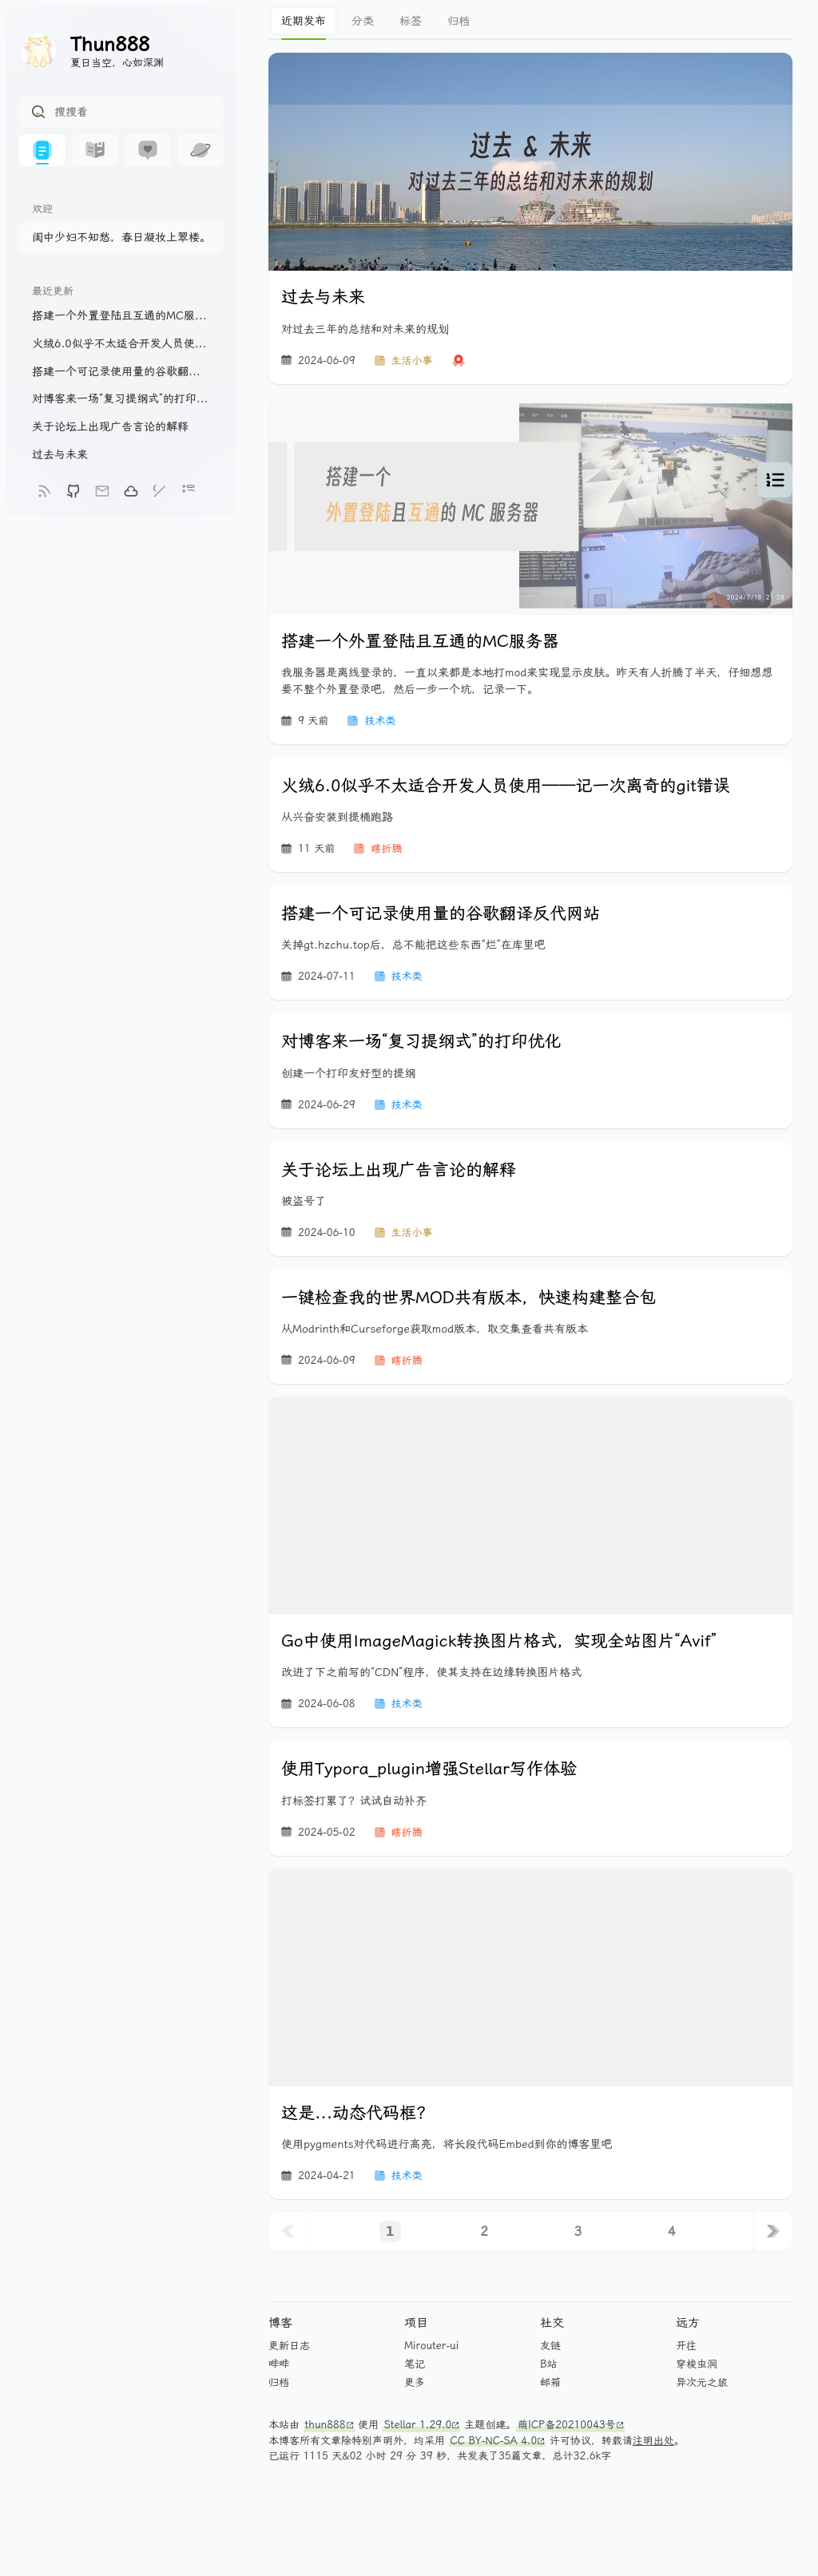 Thun888
夏日当空，心如深渊
搜搜看
欢迎
闺中少妇不知愁，春日凝妆上翠楼。
最近更新
搭建一个外置登陆且互通的MC服...
火绒6.0似乎不太适合开发人员使...
搭建一个可记录使用量的谷歌翻...
对博客来一场“复习提纲式”的打印...
关于论坛上出现广告言论的解释
过去与未来
近期发布 分类 标签 归档
过去 & 未来
对过去三年的总结和对未来的规划
过去与未来
对过去三年的总结和对未来的规划
2024-06-09 生活小事
搭建一个
外置登陆且互通的 MC 服务器
2024/7/18 21:28
搭建一个外置登陆且互通的MC服务器
我服务器是离线登录的，一直以来都是本地打mod来实现显示皮肤。昨天有人折腾了半天，仔细想想
要不整个外置登录吧，然后一步一个坑，记录一下。
9 天前 技术类
火绒6.0似乎不太适合开发人员使用——记一次离奇的git错误
从兴奋安装到提桶跑路
11 天前 瞎折腾
搭建一个可记录使用量的谷歌翻译反代网站
关掉gt.hzchu.top后，总不能把这些东西“烂”在库里吧
2024-07-11 技术类
对博客来一场“复习提纲式”的打印优化
创建一个打印友好型的提纲
2024-06-29 技术类
关于论坛上出现广告言论的解释
被盗号了
2024-06-10 生活小事
一键检查我的世界MOD共有版本，快速构建整合包
从Modrinth和Curseforge获取mod版本，取交集查看共有版本
2024-06-09 瞎折腾
Go中使用ImageMagick转换图片格式，实现全站图片“Avif”
改进了下之前写的“CDN”程序，使其支持在边缘转换图片格式
2024-06-08 技术类
使用Typora_plugin增强Stellar写作体验
打标签打累了？试试自动补齐
2024-05-02 瞎折腾
这是...动态代码框？
使用pygments对代码进行高亮，将长段代码Embed到你的博客里吧
2024-04-21 技术类
1 2 3 4
博客 项目 社交 远方
更新日志 Mirouter-ui 友链 开往
哔哔 笔记 B站 穿梭虫洞
归档 更多 邮箱 异次元之旅
本站由 thun888 使用 Stellar 1.29.0 主题创建。萌ICP备20210043号
本博客所有文章除特别声明外，均采用 CC BY-NC-SA 4.0 许可协议，转载请注明出处。
已运行 1115 天&02 小时 29 分 39 秒，共发表了35篇文章，总计32.6k字